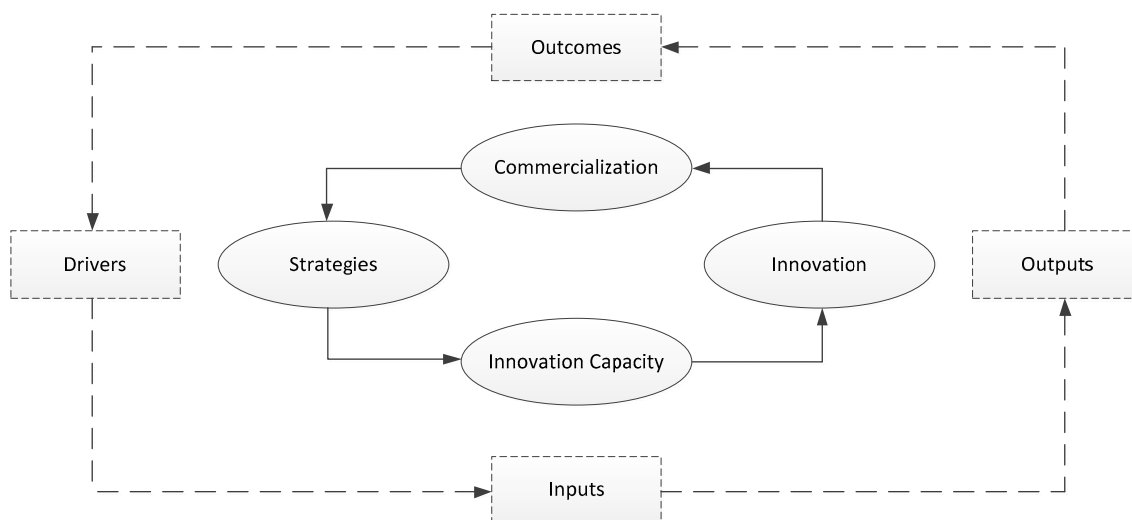 Outcomes
Commercialization
Drivers
Strategies
Innovation
Outputs
Innovation Capacity
Inputs